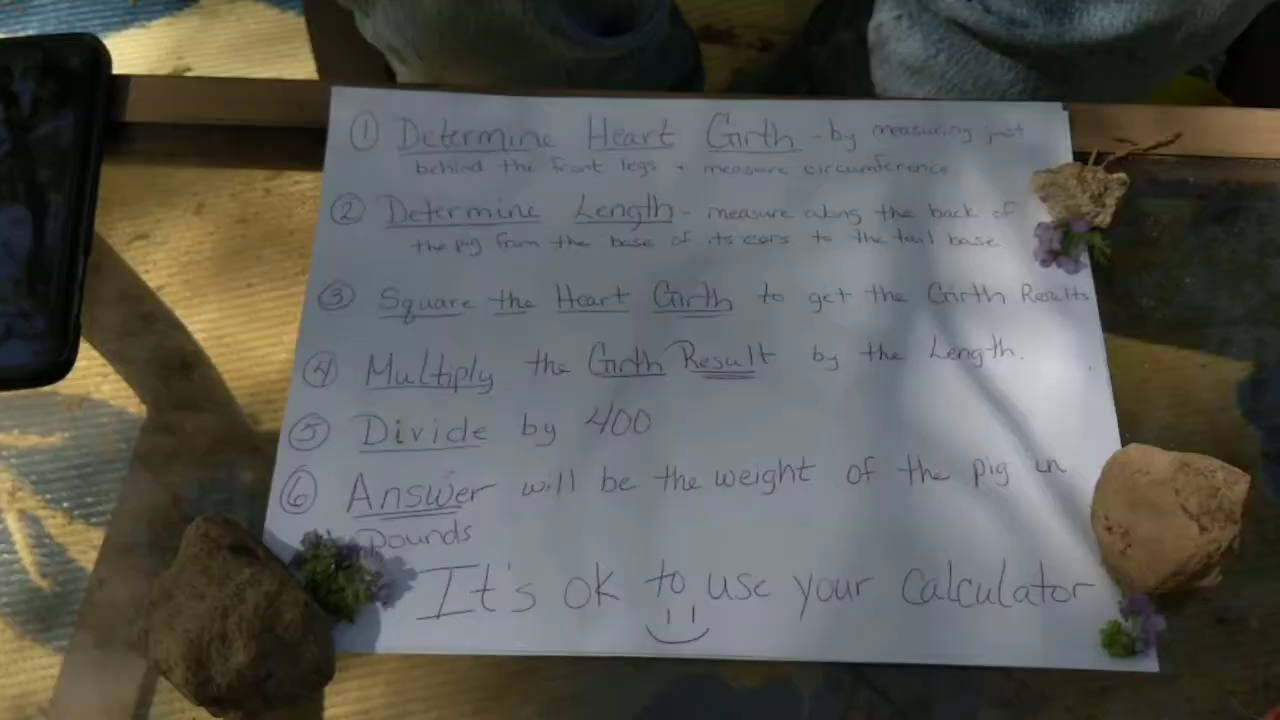 ① Determine Heart Girth - by measuring just
behind the front legs + measure circumference
② Determine Length - measure along the back of
the pig from the base of its ears to the tail base
③ Square the Heart Girth to get the Girth Results
④ Multiply the Girth Result by the Length.
⑤ Divide by 400
⑥ Answer will be the weight of the pig in
Pounds
It's ok to use your Calculator